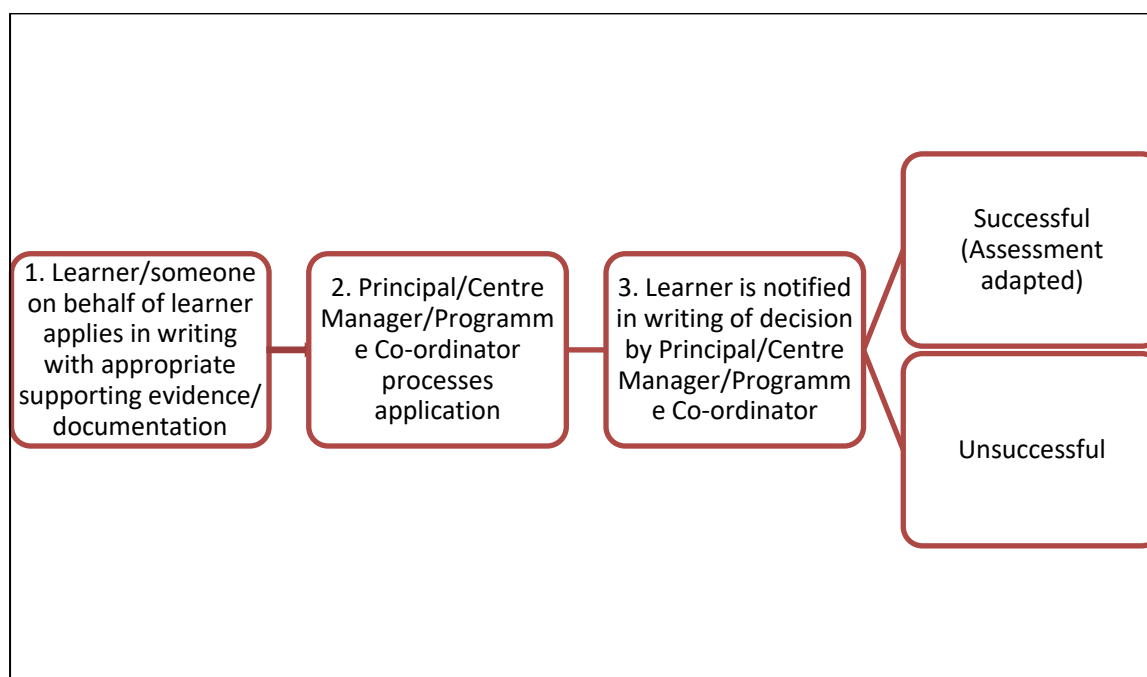 1. Learner/someone
on behalf of learner
applies in writing
with appropriate
supporting evidence/
documentation
2. Principal/Centre
Manager/Programm
e Co-ordinator
processes
application
3. Learner is notified
in writing of decision
by Principal/Centre
Manager/Programm
e Co-ordinator
Successful
(Assessment
adapted)
Unsuccessful